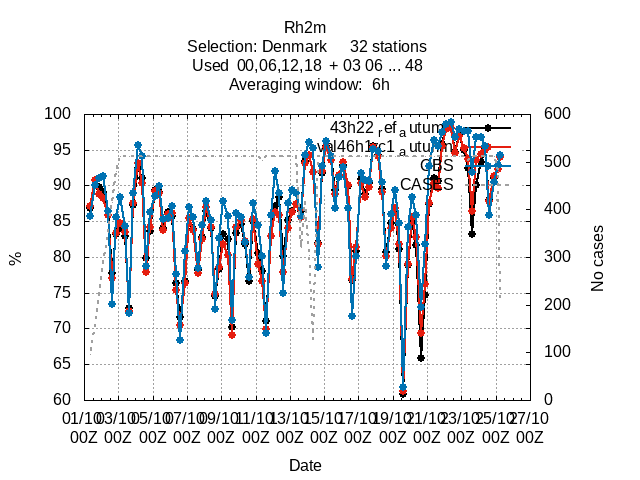 Rh2m
Selection: Denmark 32 stations
Used 00,06,12,18 + 03 06 ... 48
Averaging window: 6h
100 600
43h22ref_autumn
95 val46h1rc1_autumn 500
OBS
90 CASES 400
85
80 300
75 200
70
65 100
60 0
% No cases
01/10 03/10 05/10 07/10 09/10 11/10 13/10 15/10 17/10 19/10 21/10 23/10 25/10 27/10
00Z 00Z 00Z 00Z 00Z 00Z 00Z 00Z 00Z 00Z 00Z 00Z 00Z 00Z
Date